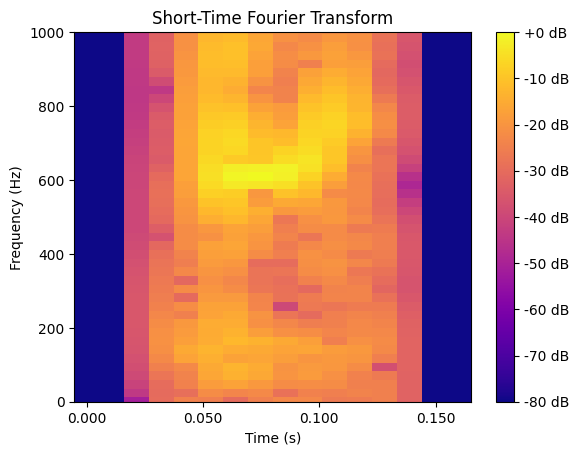 Short-Time Fourier Transform
1000
800
600
400
200
0
Frequency (Hz)
0.000
0.050
0.100
0.150
Time (s)
+0 dB
-10 dB
-20 dB
-30 dB
-40 dB
-50 dB
-60 dB
-70 dB
-80 dB